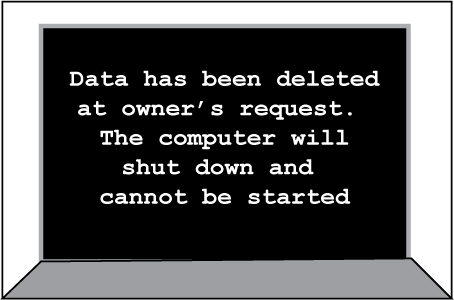 Data has been deleted
at owner’s request.
The computer will
shut down and
cannot be started